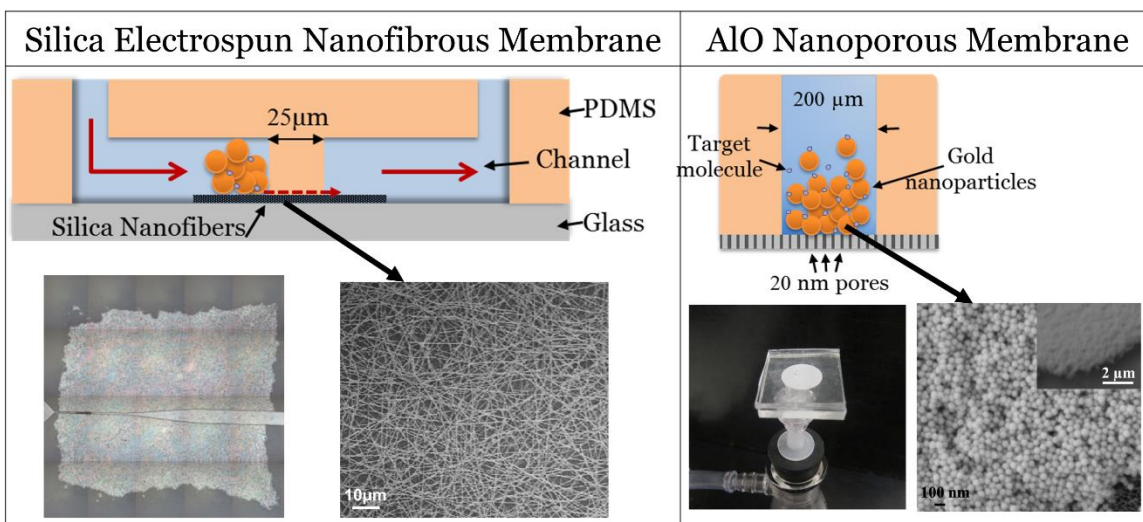 Silica Electrospun Nanofibrous Membrane
25µm
PDMS
Channel
Silica Nanofibers
Glass
10µm
AlO Nanoporous Membrane
200 µm
Target
molecule
Gold
nanoparticles
20 nm pores
2 µm
100 nm